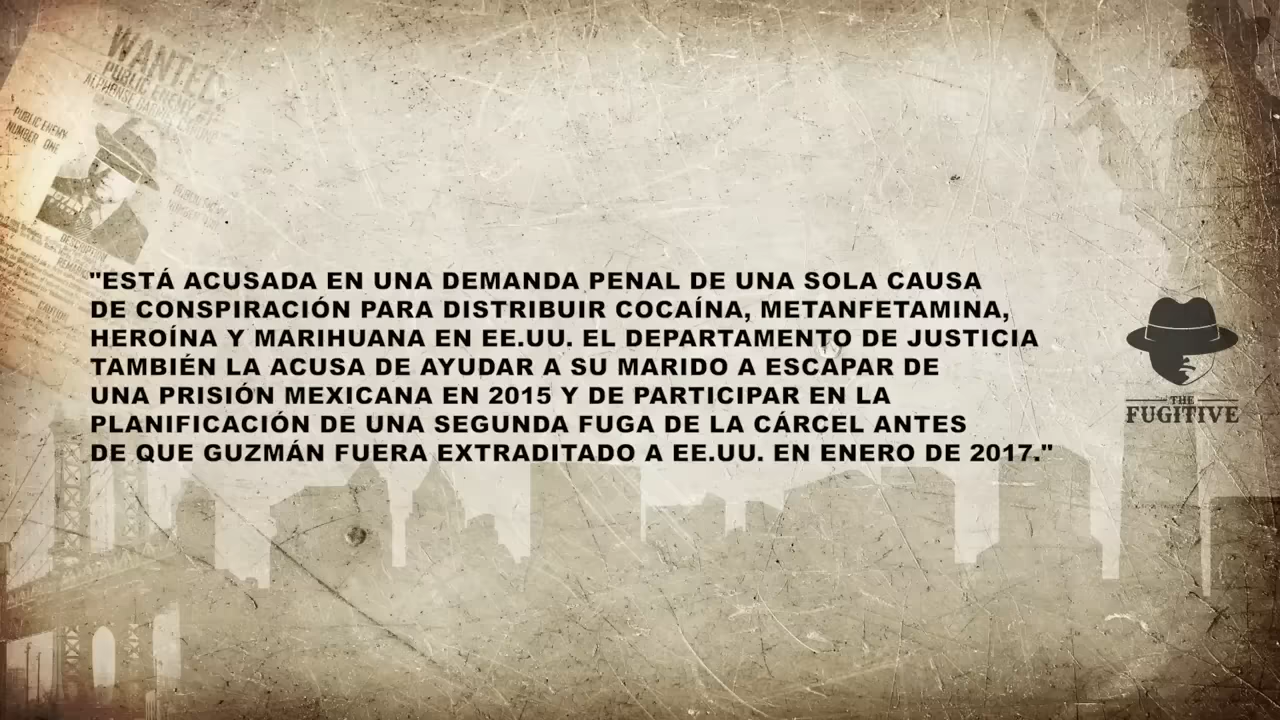 WANTED
PUBLIC ENEMY
PUBLIC ENEMY
NUMBER ONE
"ESTÁ ACUSADA EN UNA DEMANDA PENAL DE UNA SOLA CAUSA
DE CONSPIRACIÓN PARA DISTRIBUIR COCAÍNA, METANFETAMINA,
HEROÍNA Y MARIHUANA EN EE.UU. EL DEPARTAMENTO DE JUSTICIA
TAMBIÉN LA ACUSA DE AYUDAR A SU MARIDO A ESCAPAR DE
UNA PRISIÓN MEXICANA EN 2015 Y DE PARTICIPAR EN LA
PLANIFICACIÓN DE UNA SEGUNDA FUGA DE LA CÁRCEL ANTES
DE QUE GUZMÁN FUERA EXTRADITADO A EE.UU. EN ENERO DE 2017."
THE
FUGITIVE